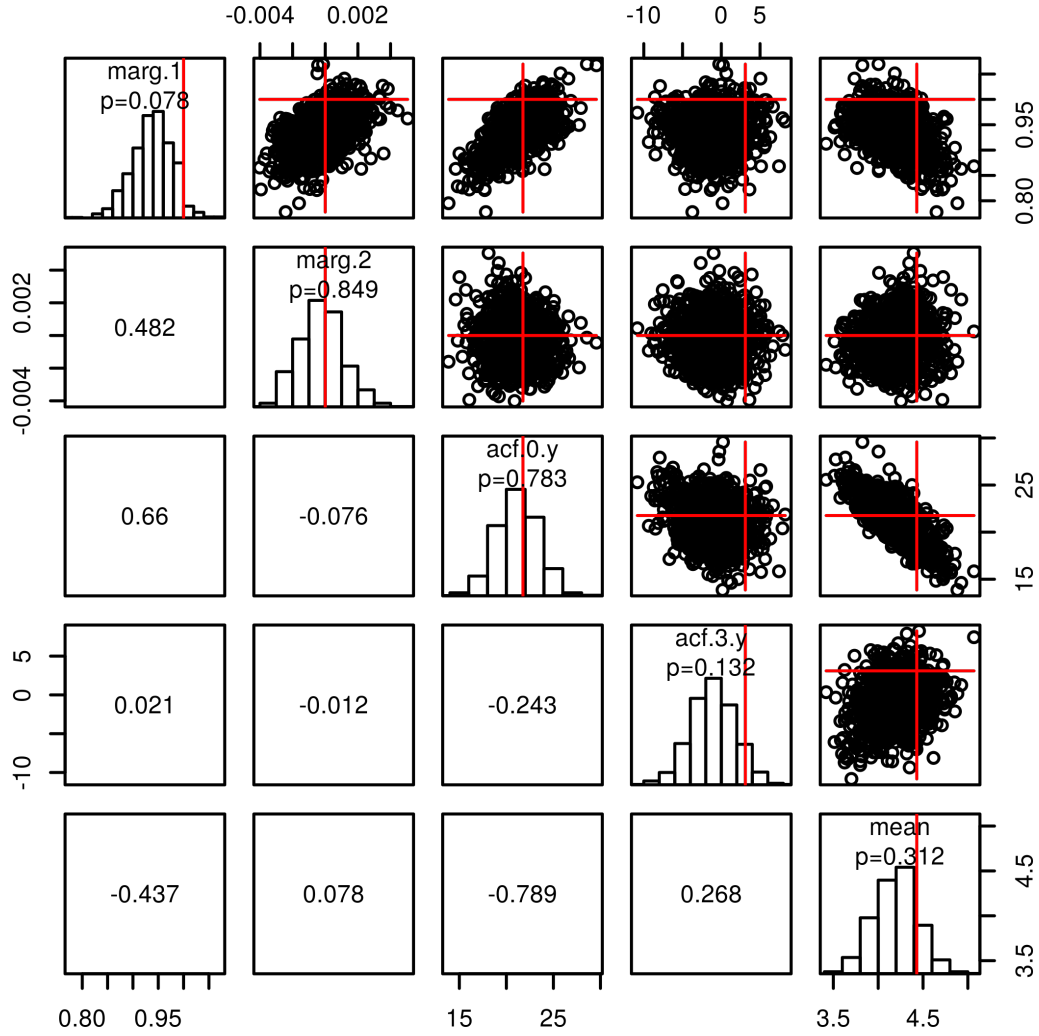 -0.004 0.002 -10 0 5
marg.1
p=0.078
0.80 0.95
-0.004 0.002
0.482
marg.2
p=0.849
0.66
-0.076
acf.0.y
p=0.783
15 25
-10 0 5
0.021
-0.012
-0.243
acf.3.y
p=0.132
-0.437
0.078
-0.789
0.268
mean
p=0.312
3.5 4.5
0.80 0.95 15 25 3.5 4.5